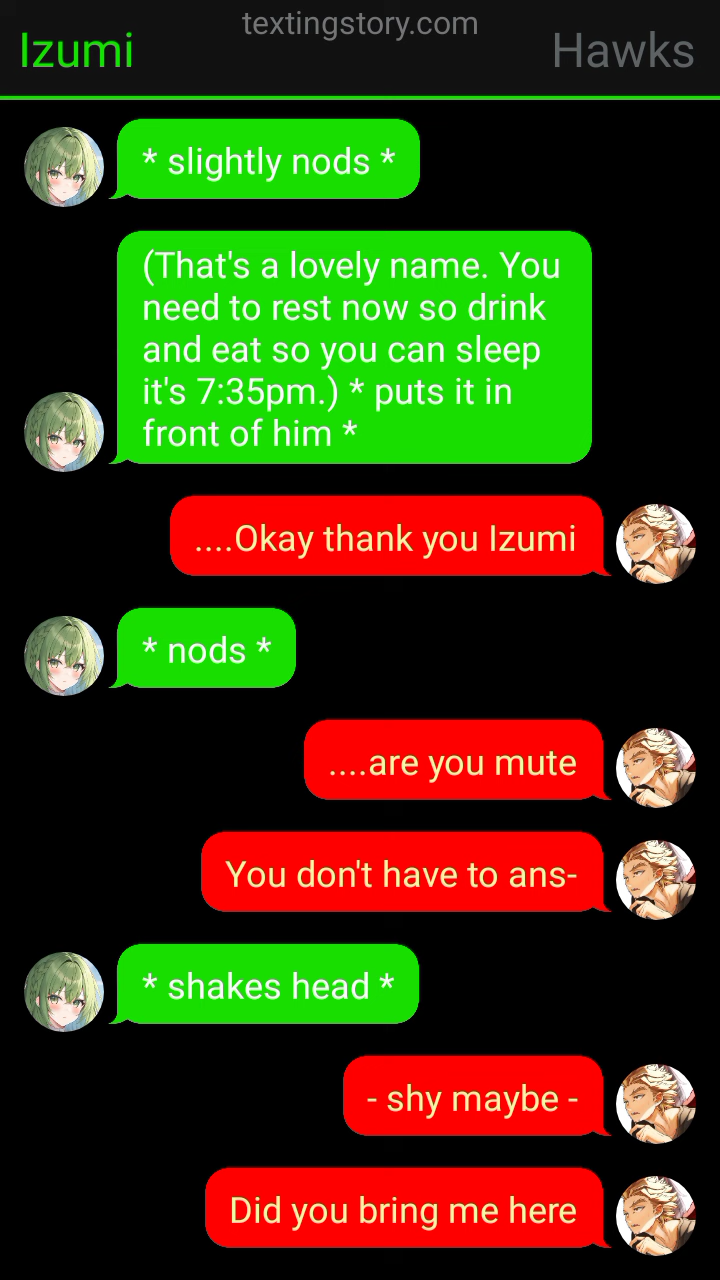 textingstory.com
Izumi
Hawks
* slightly nods *
(That's a lovely name. You
need to rest now so drink
and eat so you can sleep
it's 7:35pm.) * puts it in
front of him *
....Okay thank you Izumi
* nods *
....are you mute
You don't have to ans-
* shakes head *
- shy maybe -
Did you bring me here